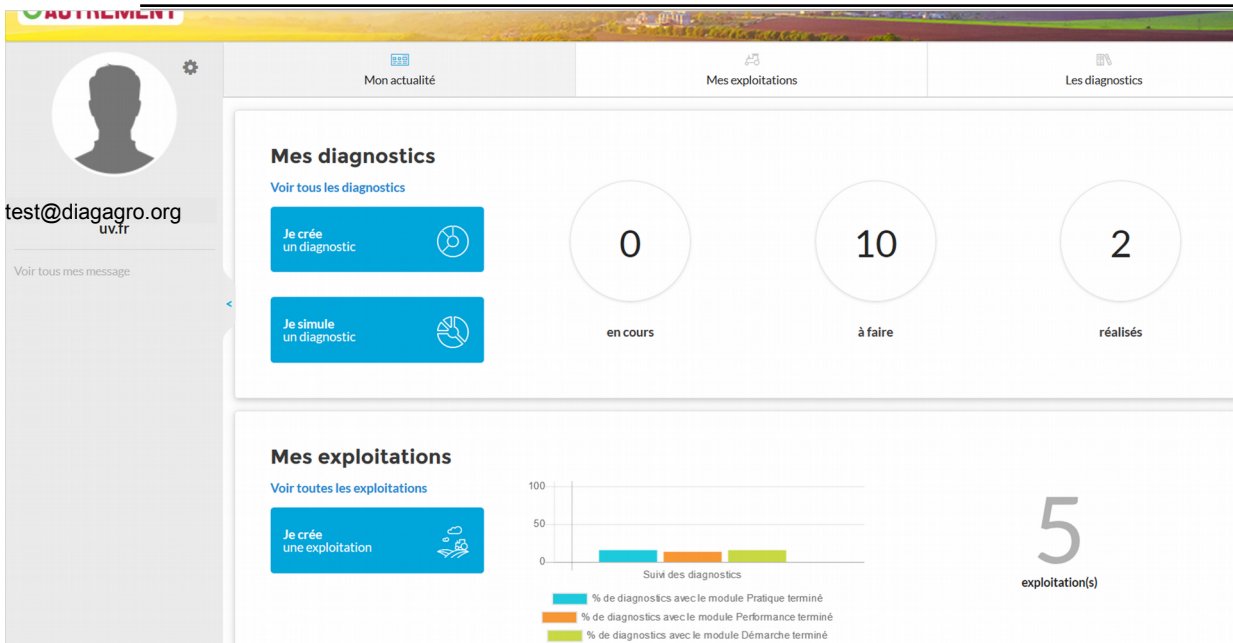 AUTREMENT
Mon actualité
Mes exploitations
Les diagnostics
test@diagagro.org
uv.fr
Voir tous mes message
<
Mes diagnostics
Voir tous les diagnostics
Je crée
un diagnostic
Je simule
un diagnostic
0
en cours
10
à faire
2
réalisés
Mes exploitations
Voir toutes les exploitations
Je crée
une exploitation
100
50
0
Suivi des diagnostics
% de diagnostics avec le module Pratique terminé
% de diagnostics avec le module Performance terminé
% de diagnostics avec le module Démarche terminé
5
exploitation(s)